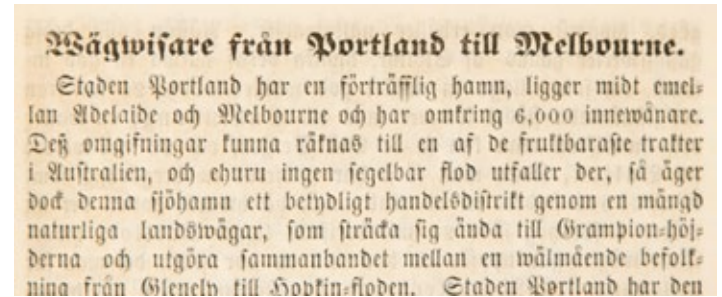 Wägwisare från Portland till Melbourne.
Staden Portland har en förträfflig hamn, ligger midt emel-
lan Adelaide och Melbourne och har omkring 6,000 innewånare.
Deß omgifningar kunna räknas till en af de fruktbaraste trakter
i Australien, och ehuru ingen segelbar flod utfaller der, så äger
dock denna sjöhamn ett betydligt handelsdistrikt genom en mängd
naturliga landswägar, som sträcka sig ända till Grampion-höj-
derna och utgöra sammanbandet mellan en wälmående befolk-
ning från Glenely till Hopkin-floden. Staden Portland har den